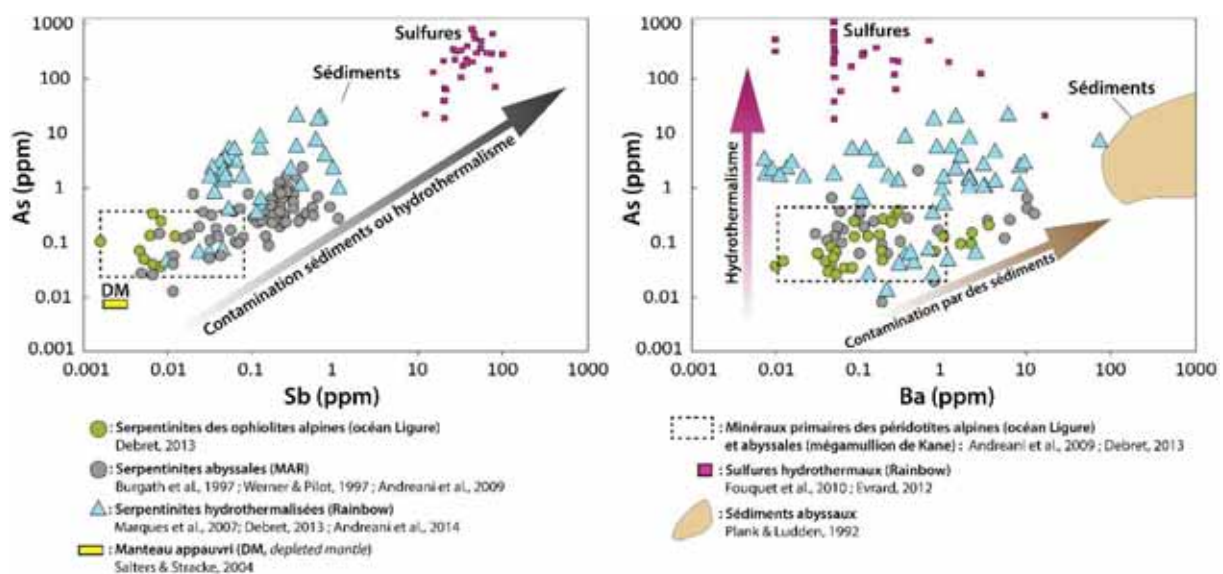 1000
100
10
1
0.1
0.01
0.001
As (ppm)
Sulfures
Sédiments
Contamination sédiments ou hydrothermalisme
DM
0.001
0.01
0.1
1
10
100
1000
Sb (ppm)
1000
100
10
1
0.1
0.01
0.001
As (ppm)
Sulfures
Sédiments
Hydrothermalisme
Contamination par des sédiments
0.001
0.01
0.1
1
10
100
1000
Ba (ppm)
: Serpentinites des ophiolites alpines (océan Ligure)
Debret, 2013
: Serpentinites abyssales (MAR)
Burgath et al., 1997 ; Werner & Pilot, 1997 ; Andreani et al., 2009
: Serpentinites hydrothermalisées (Rainbow)
Marques et al., 2007; Debret, 2013 ; Andreani et al., 2014
: Manteau appauvri (DM, depleted mantle)
Salters & Stracke, 2004
: Minéraux primaires des péridotites alpines (océan Ligure)
et abyssales (mégamullion de Kane) : Andreani et al., 2009 ; Debret, 2013
: Sulfures hydrothermaux (Rainbow)
Fouquet et al., 2010 ; Evrard, 2012
: Sédiments abyssaux
Plank & Ludden, 1992